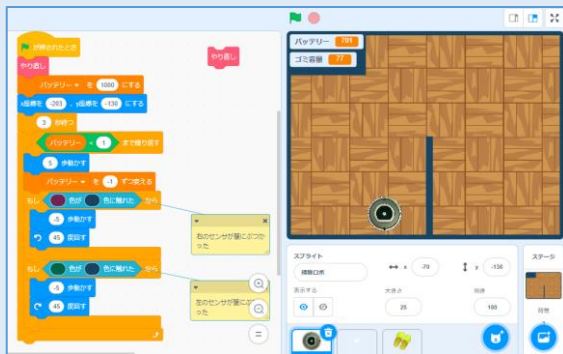 が押されたとき
やり直し
バッテリー を 1000 にする
x座標を -203 、y座標を -130 にする
3 秒待つ
バッテリー < 1 まで繰り返す
5 歩動かす
バッテリー を -1 ずつ変える
もし 色が 色に触れた なら
-5 歩動かす
45 度回す
もし 色が 色に触れた なら
-5 歩動かす
45 度回す
やり直し
右のセンサが壁にぶつか
った
左のセンサが壁にぶつ
った
バッテリー 701
ゴミ容量 77
スプライト
掃除ロボ
x -70
y -136
表示する
大きさ
25
向き
180
ステージ
背景